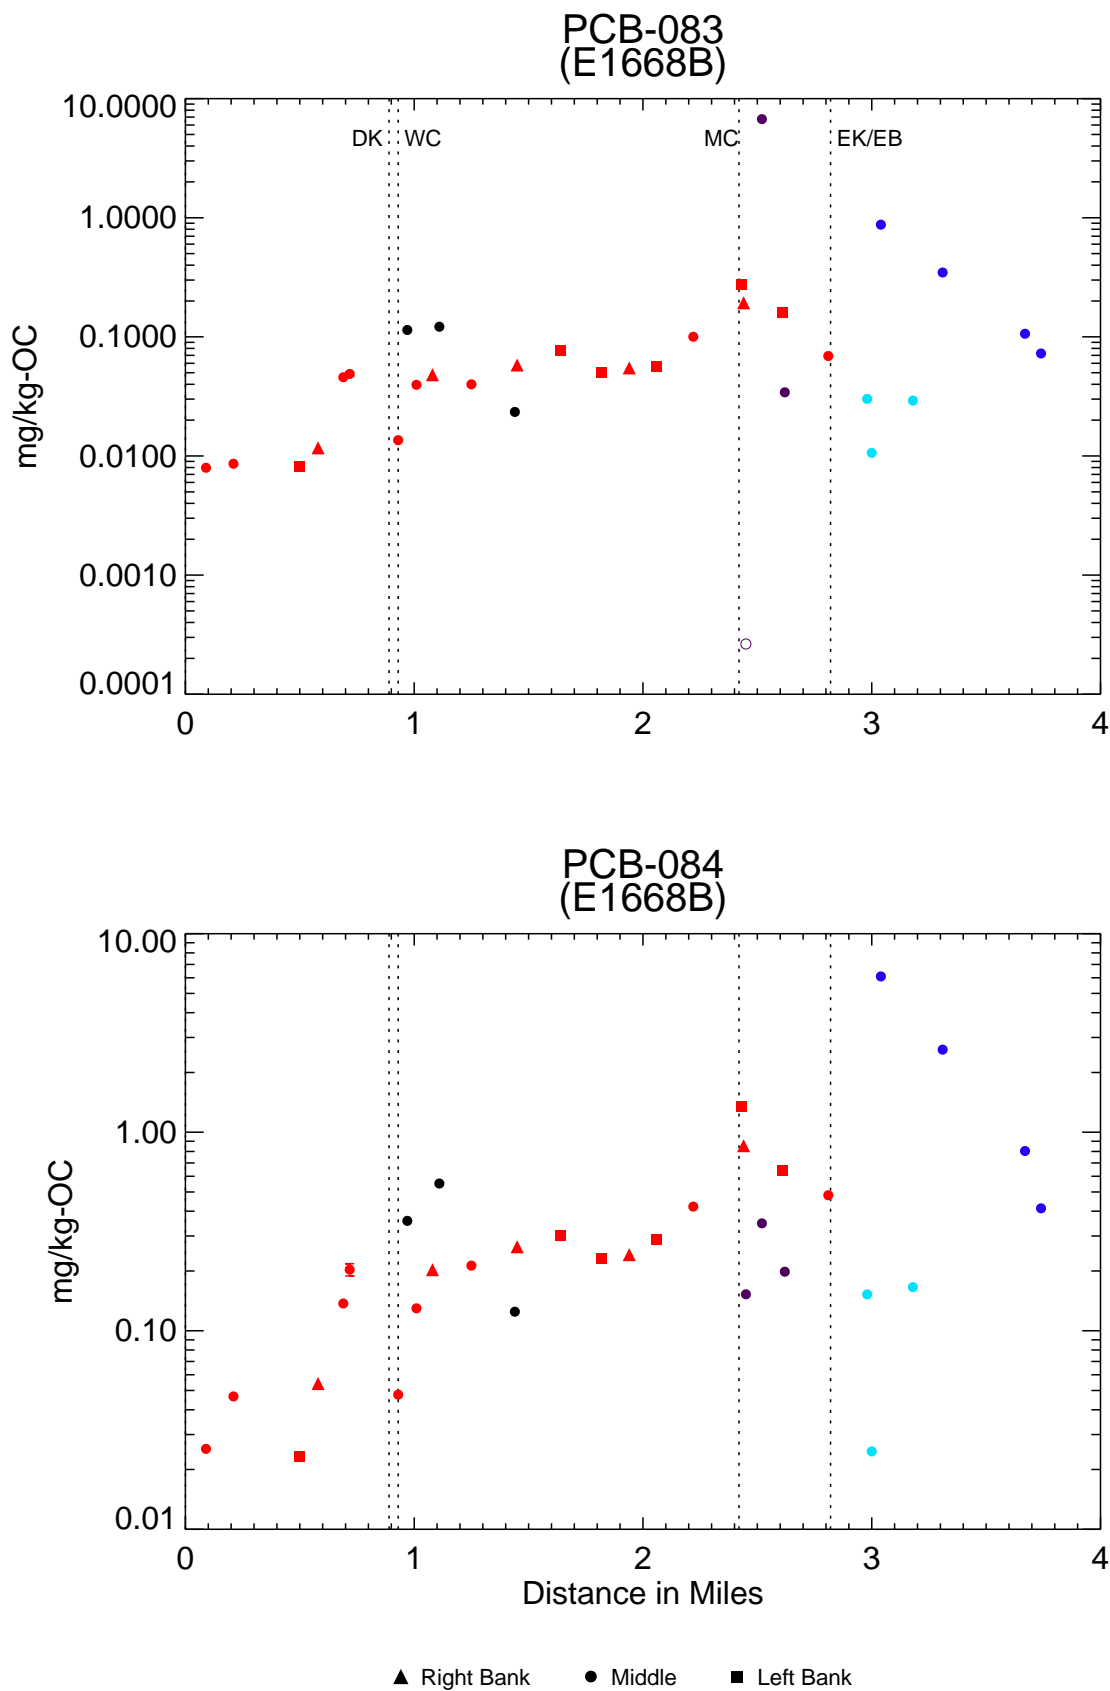 PCB-083
(E1668B)
10.0000
1.0000
0.1000
0.0100
0.0010
0.0001
mg/kg-OC
DK WC MC EK/EB
0 1 2 3 4
PCB-084
(E1668B)
10.00
1.00
0.10
0.01
mg/kg-OC
0 1 2 3 4
Distance in Miles
Right Bank Middle Left Bank